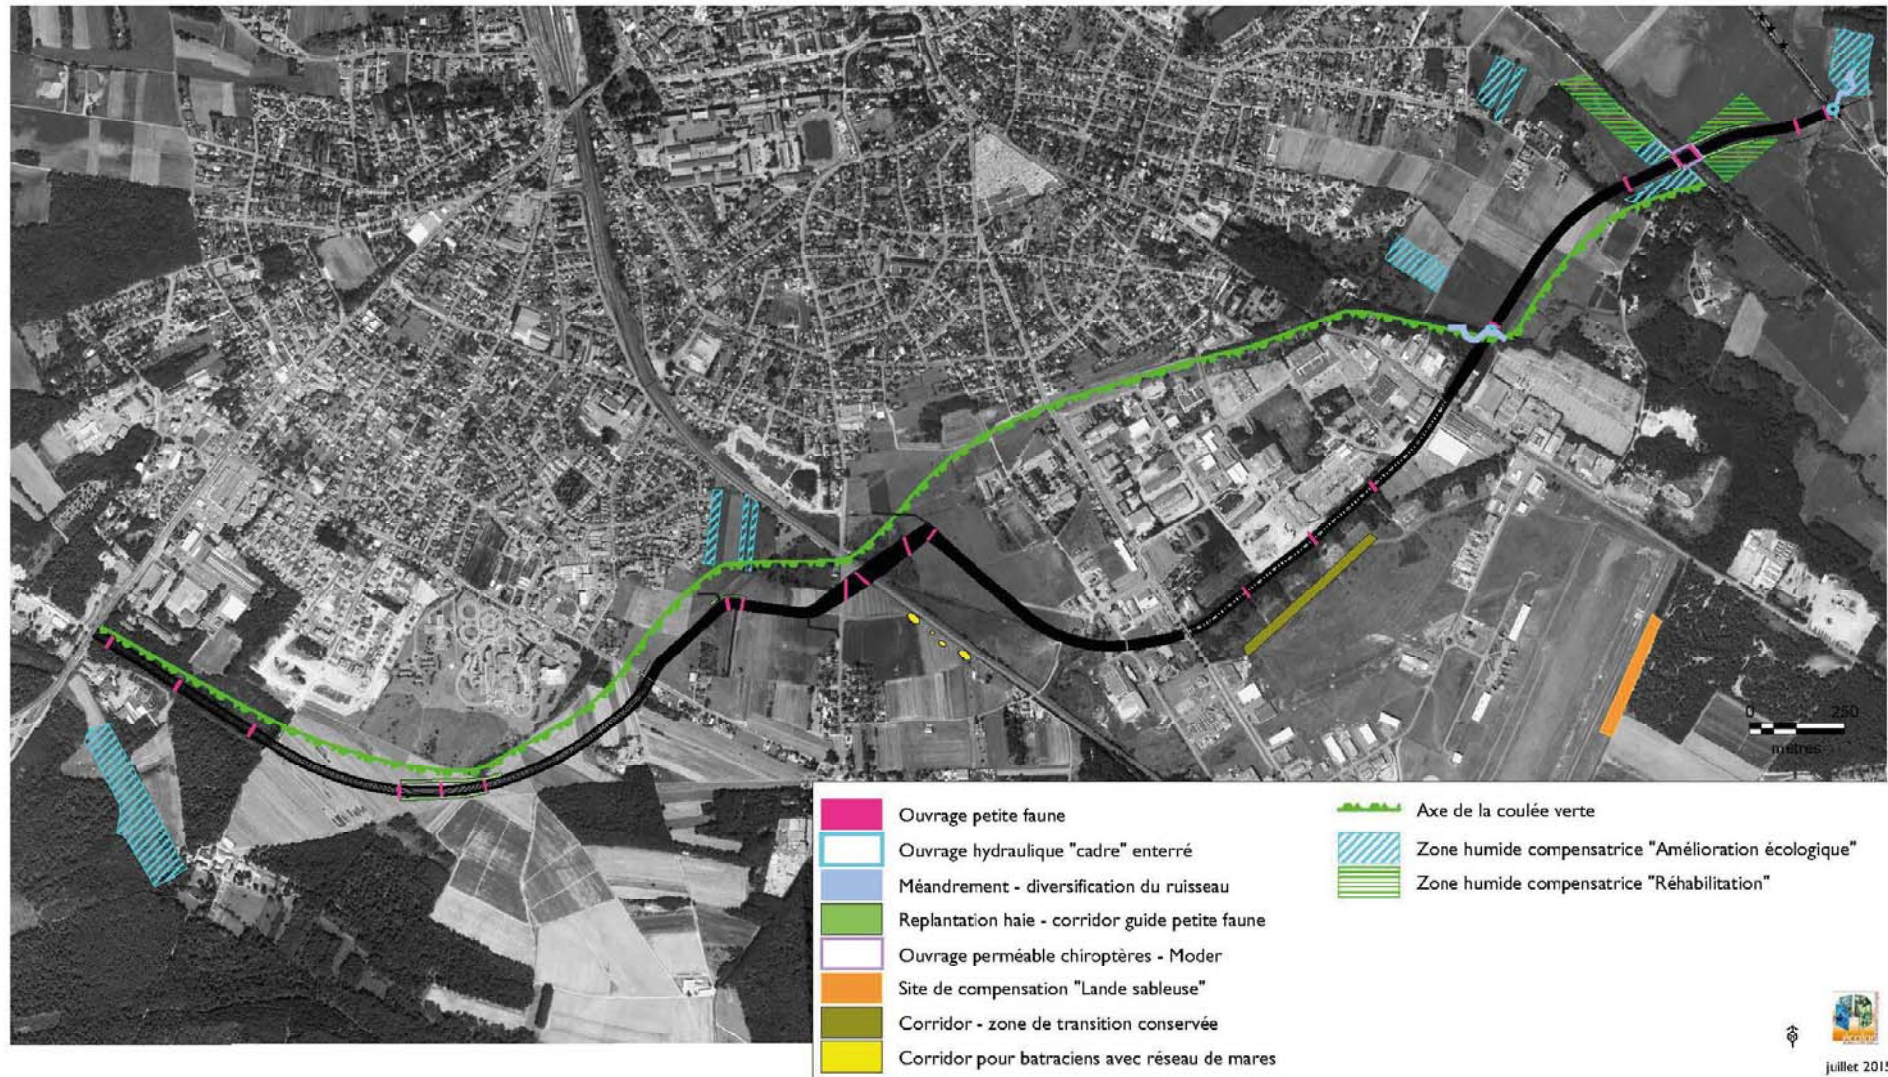 0 250
mètres
Ouvrage petite faune
Ouvrage hydraulique "cadre" enterré
Méandrement - diversification du ruisseau
Replantation haie - corridor guide petite faune
Ouvrage perméable chiroptères - Moder
Site de compensation "Lande sableuse"
Corridor - zone de transition conservée
Corridor pour batraciens avec réseau de mares
Axe de la coulée verte
Zone humide compensatrice "Amélioration écologique"
Zone humide compensatrice "Réhabilitation"
juillet 2015